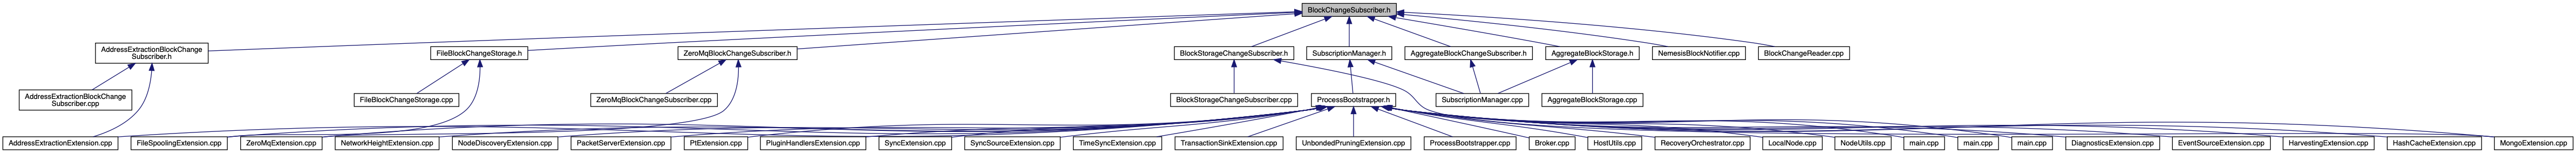 BlockChangeSubscriber.h
AddressExtractionBlockChange
Subscriber.h
FileBlockChangeStorage.h
ZeroMqBlockChangeSubscriber.h
BlockStorageChangeSubscriber.h
SubscriptionManager.h
AggregateBlockChangeSubscriber.h
AggregateBlockStorage.h
NemesisBlockNotifier.cpp
BlockChangeReader.cpp
AddressExtractionBlockChange
Subscriber.cpp
FileBlockChangeStorage.cpp
ZeroMqBlockChangeSubscriber.cpp
BlockStorageChangeSubscriber.cpp
ProcessBootstrapper.h
SubscriptionManager.cpp
AggregateBlockStorage.cpp
AddressExtractionExtension.cpp
FileSpoolingExtension.cpp
ZeroMqExtension.cpp
NetworkHeightExtension.cpp
NodeDiscoveryExtension.cpp
PacketServerExtension.cpp
PtExtension.cpp
PluginHandlersExtension.cpp
SyncExtension.cpp
SyncSourceExtension.cpp
TimeSyncExtension.cpp
TransactionSinkExtension.cpp
UnbondedPruningExtension.cpp
ProcessBootstrapper.cpp
Broker.cpp
HostUtils.cpp
RecoveryOrchestrator.cpp
LocalNode.cpp
NodeUtils.cpp
main.cpp
main.cpp
main.cpp
DiagnosticsExtension.cpp
EventSourceExtension.cpp
HarvestingExtension.cpp
HashCacheExtension.cpp
MongoExtension.cpp